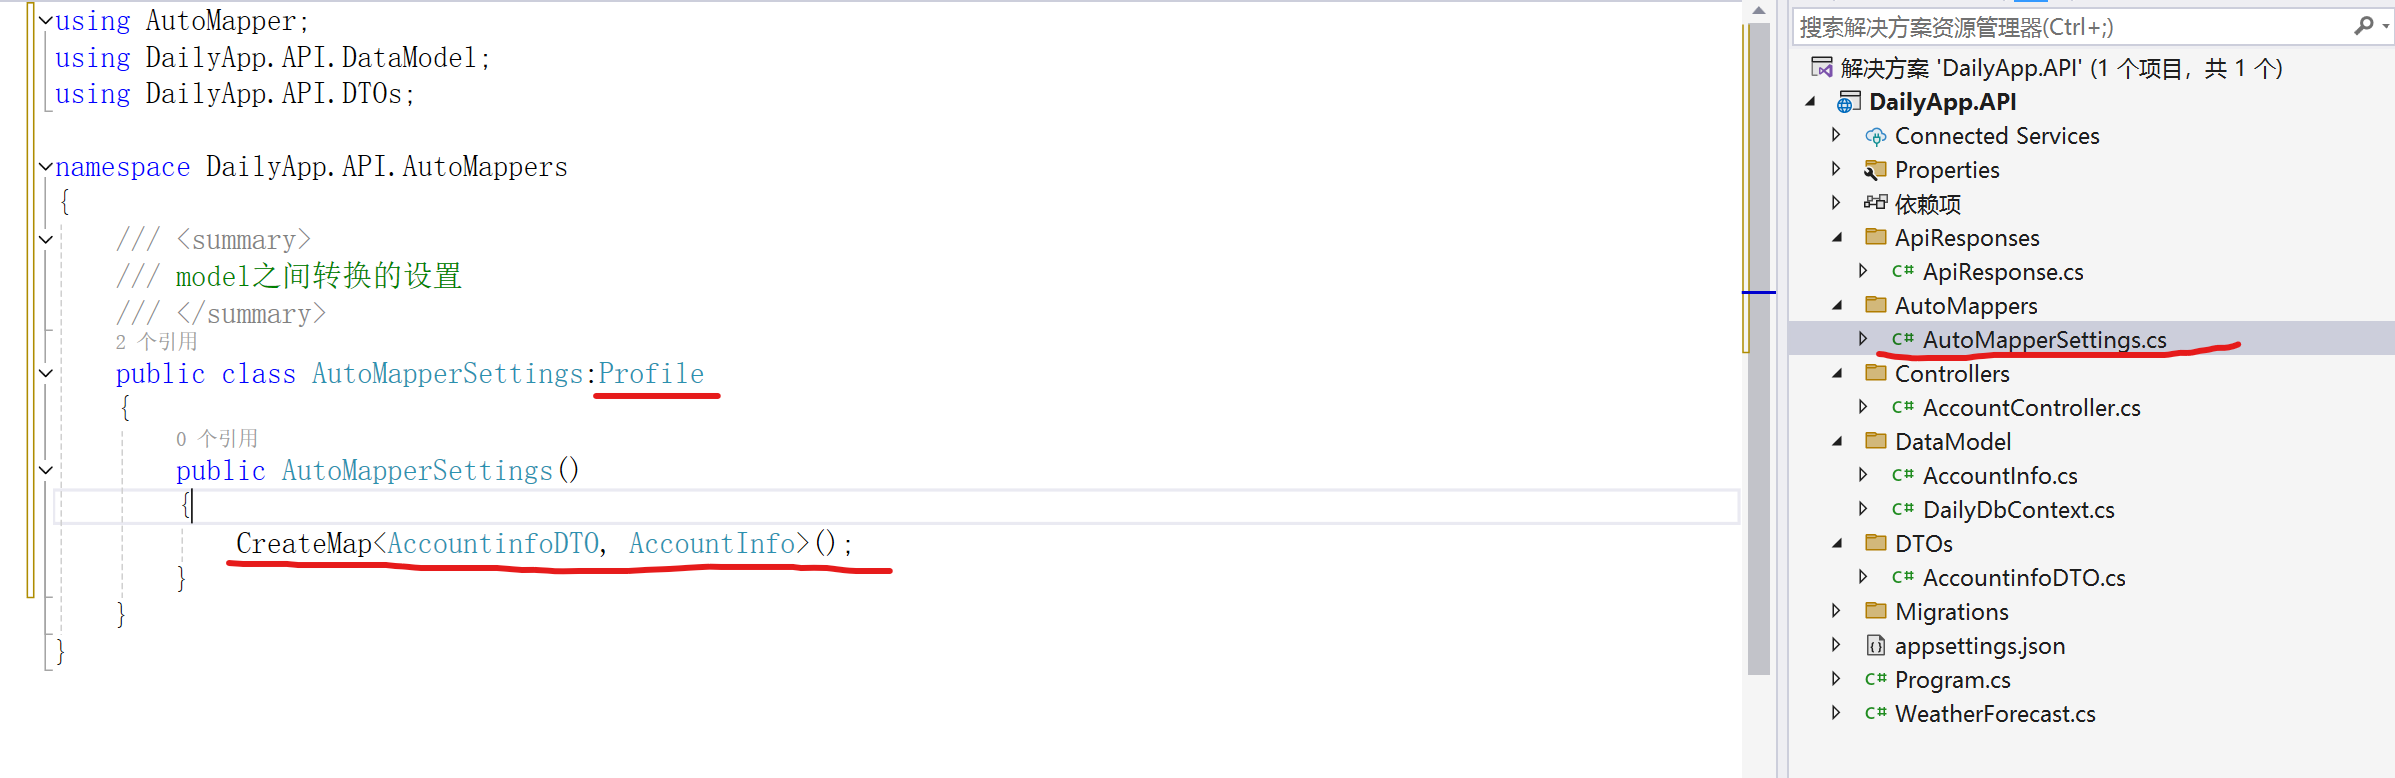 using AutoMapper;
using DailyApp.API.DataModel;
using DailyApp.API.DTOs;
namespace DailyApp.API.AutoMappers
{
/// <summary>
/// model之间转换的设置
/// </summary>
2 个引用
public class AutoMapperSettings:Profile
{
0 个引用
public AutoMapperSettings()
{
CreateMap<AccountinfoDTO, AccountInfo>();
}
}
}
搜索解决方案资源管理器(Ctrl+;)
解决方案 'DailyApp.API' (1 个项目，共 1 个)
DailyApp.API
Connected Services
Properties
依赖项
ApiResponses
C# ApiResponse.cs
AutoMappers
C# AutoMapperSettings.cs
Controllers
C# AccountController.cs
DataModel
C# AccountInfo.cs
C# DailyDbContext.cs
DTOs
C# AccountinfoDTO.cs
Migrations
appsettings.json
C# Program.cs
C# WeatherForecast.cs